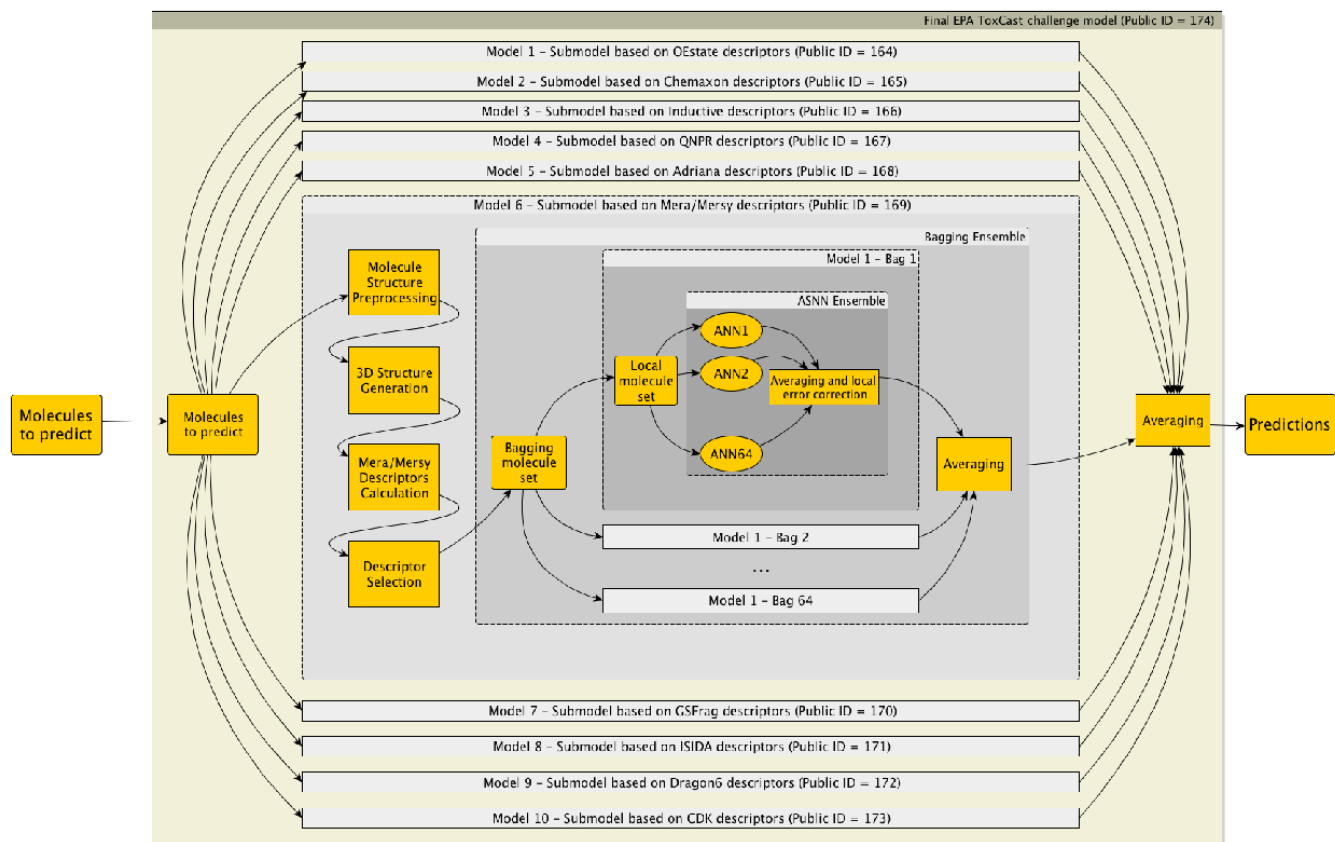 Final EPA ToxCast challenge model (Public ID = 174)
Model 1 – Submodel based on OEstate descriptors (Public ID = 164)
Model 2 – Submodel based on Chemaxon descriptors (Public ID = 165)
Model 3 – Submodel based on Inductive descriptors (Public ID = 166)
Model 4 – Submodel based on QNPR descriptors (Public ID = 167)
Model 5 – Submodel based on Adriana descriptors (Public ID = 168)
Model 6 – Submodel based on Mera/Mersy descriptors (Public ID = 169)
Bagging Ensemble
Model 1 – Bag 1
ASNN Ensemble
Molecules
to predict
Molecules
to predict
Molecule
Structure
Preprocessing
3D Structure
Generation
Mera/Mersy
Descriptors
Calculation
Descriptor
Selection
Bagging
molecule
set
Local
molecule
set
ANN1
ANN2
ANN64
Averaging and local
error correction
Model 1 – Bag 2
...
Model 1 – Bag 64
Averaging
Averaging
Predictions
Model 7 – Submodel based on GSFrag descriptors (Public ID = 170)
Model 8 – Submodel based on ISIDA descriptors (Public ID = 171)
Model 9 – Submodel based on Dragon6 descriptors (Public ID = 172)
Model 10 – Submodel based on CDK descriptors (Public ID = 173)